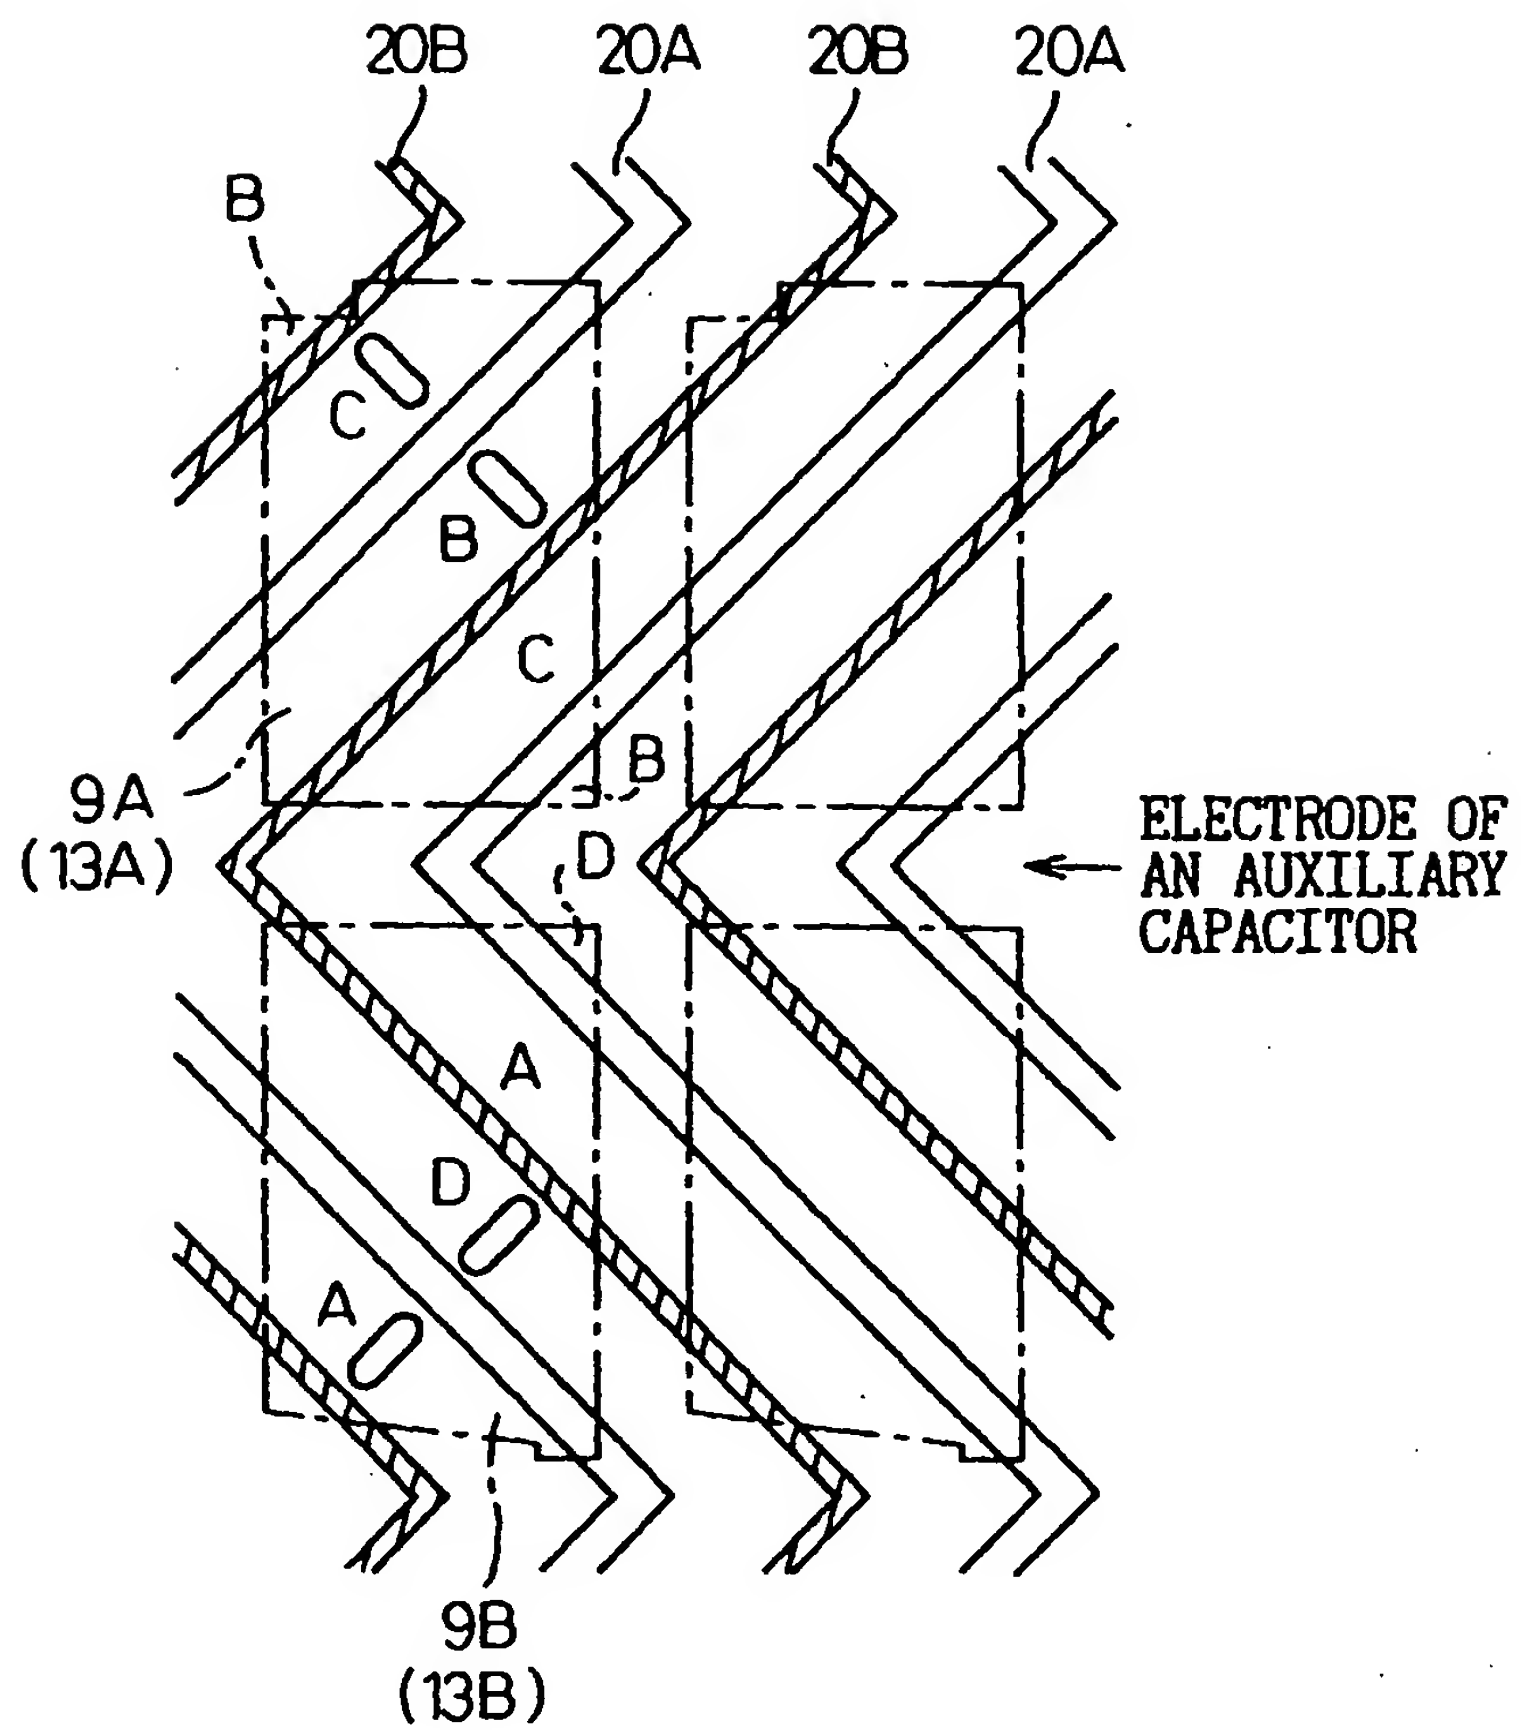 20B 20A 20B 20A
B
C
B
C
B
9A
(13A)
D
ELECTRODE OF
AN AUXILIARY
CAPACITOR
A
D
A
9B
(13B)